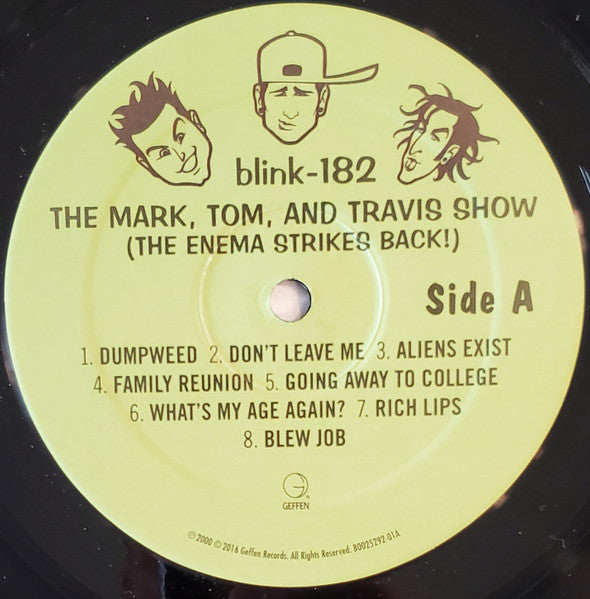 blink-182
THE MARK, TOM, AND TRAVIS SHOW
(THE ENEMA STRIKES BACK!)
Side A
1. DUMPWEED 2. DON'T LEAVE ME 3. ALIENS EXIST
4. FAMILY REUNION 5. GOING AWAY TO COLLEGE
6. WHAT'S MY AGE AGAIN? 7. RICH LIPS
8. BLEW JOB
G®
GEFFEN
℗ 2000 © 2016 Geffen Records. All Rights Reserved. B0025292-01A